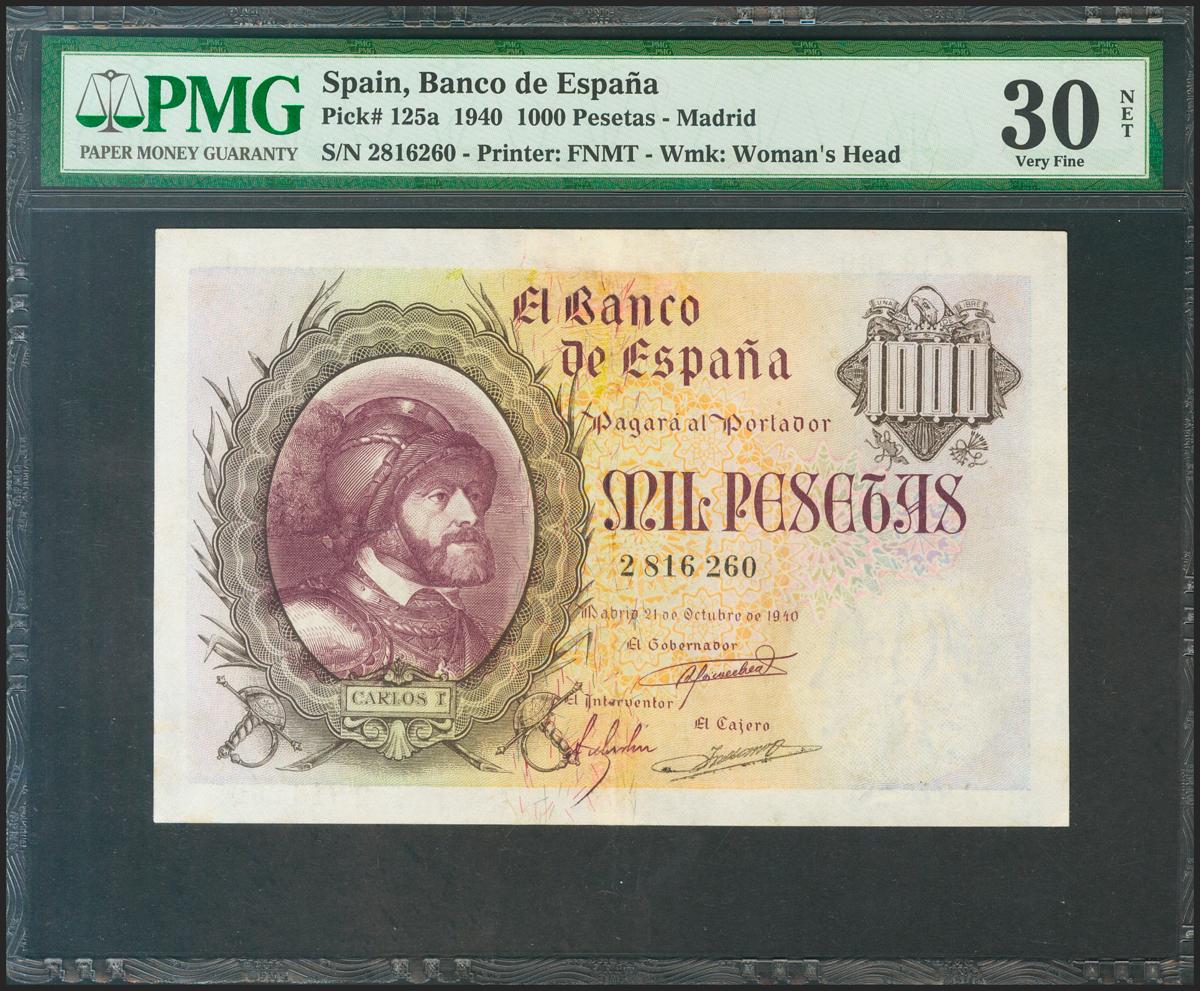 PMG
PAPER MONEY GUARANTY
Spain, Banco de España
Pick# 125a 1940 1000 Pesetas - Madrid
S/N 2816260 - Printer: FNMT - Wmk: Woman's Head
30
NET
Very Fine
El Banco
de España
UNA LIBRE
1000
Pagará al Portador
MIL PESETAS
2 816 260
Madrid 21 de Octubre de 1940
El Gobernador
CARLOS I
El Interventor
El Cajero